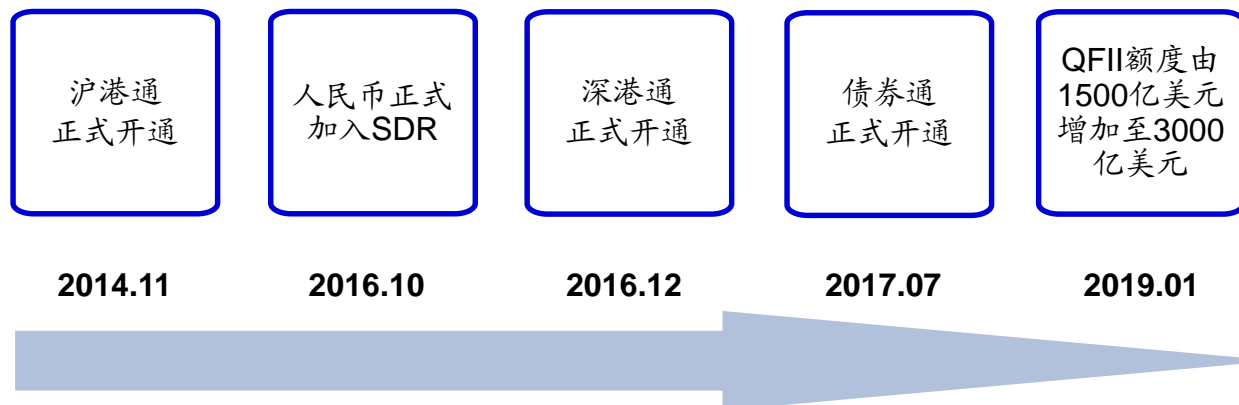 沪港通
正式开通
人民币正式
加入SDR
深港通
正式开通
债券通
正式开通
QFII额度由
1500亿美元
增加至3000
亿美元
2014.11
2016.10
2016.12
2017.07
2019.01